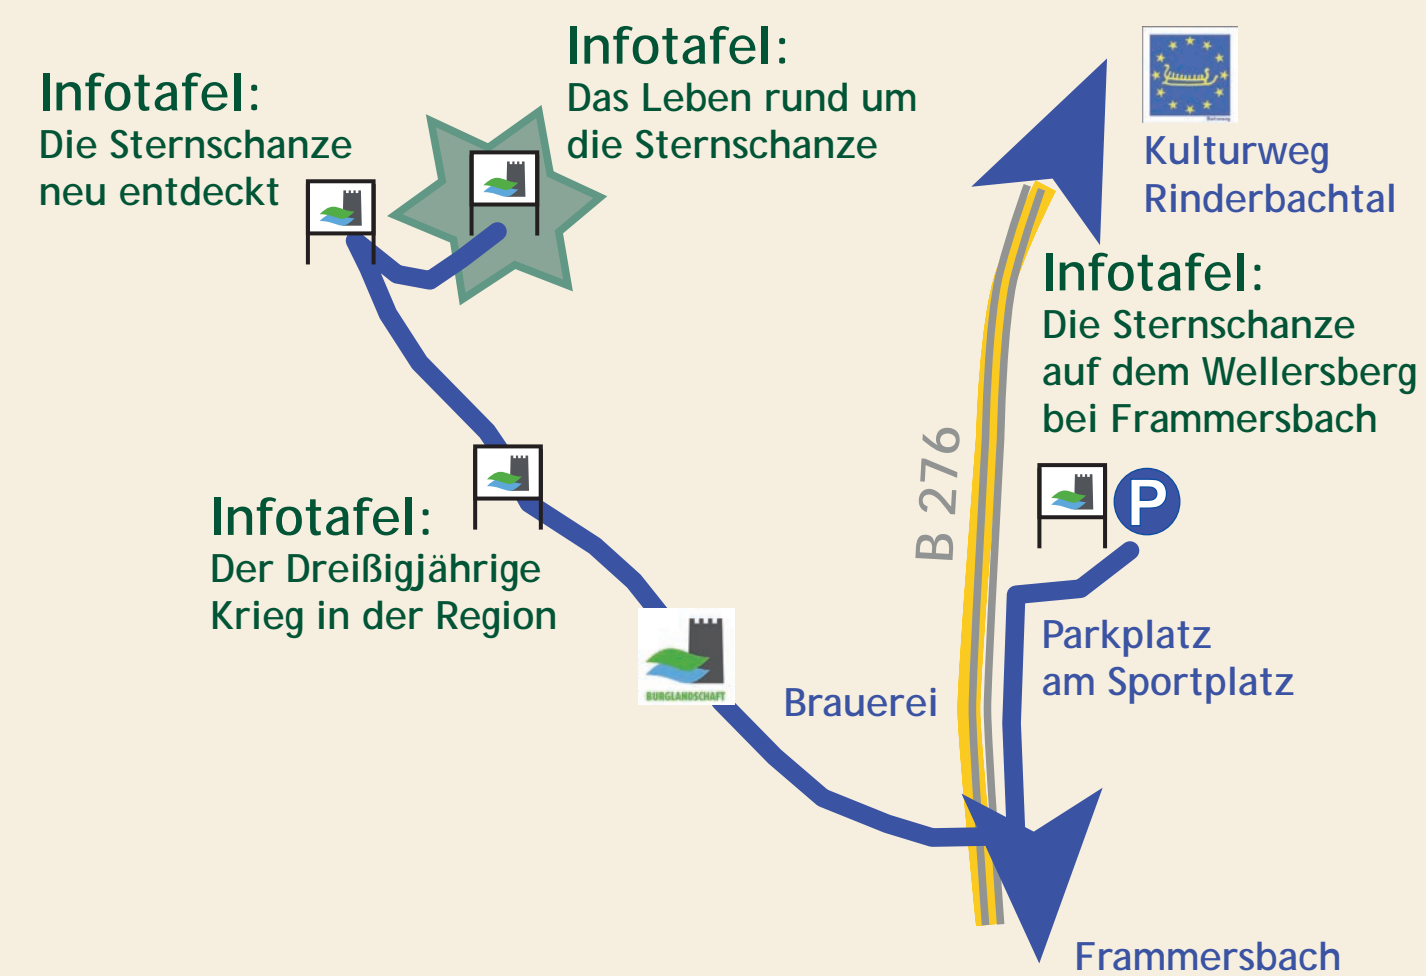 Infotafel:
Die Sternschanze
neu entdeckt
Infotafel:
Das Leben rund um
die Sternschanze
Kulturweg
Rinderbachtal
Infotafel:
Die Sternschanze
auf dem Wellersberg
bei Frammersbach
B 276
P
Infotafel:
Der Dreißigjährige
Krieg in der Region
BURGLANDSCHAFT
Brauerei
Parkplatz
am Sportplatz
Frammersbach